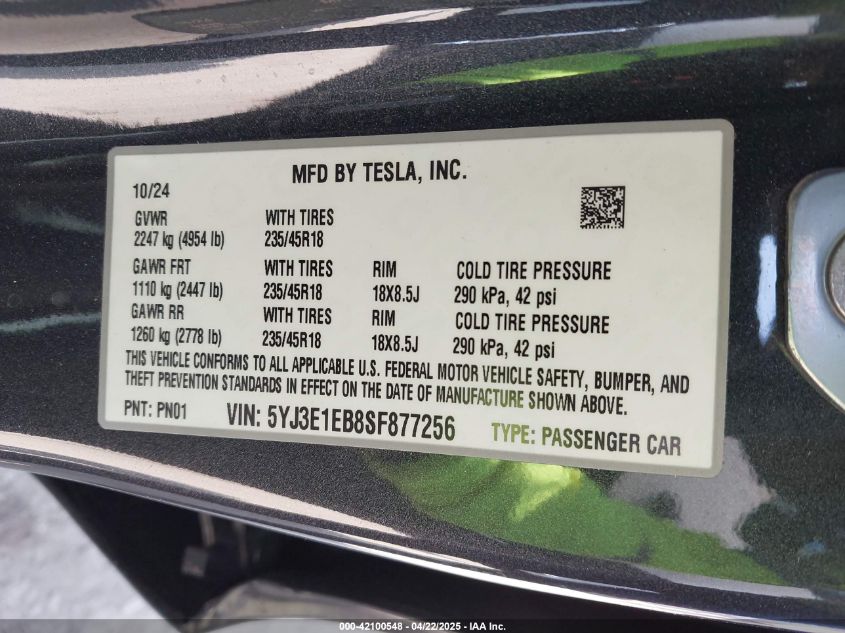 MFD BY TESLA, INC.
10/24
GVWR WITH TIRES
2247 kg (4954 lb) 235/45R18
GAWR FRT WITH TIRES RIM COLD TIRE PRESSURE
1110 kg (2447 lb) 235/45R18 18X8.5J 290 kPa, 42 psi
GAWR RR WITH TIRES RIM COLD TIRE PRESSURE
1260 kg (2778 lb) 235/45R18 18X8.5J 290 kPa, 42 psi
THIS VEHICLE CONFORMS TO ALL APPLICABLE U.S. FEDERAL MOTOR VEHICLE SAFETY, BUMPER, AND
THEFT PREVENTION STANDARDS IN EFFECT ON THE DATE OF MANUFACTURE SHOWN ABOVE.
PNT: PN01 VIN: 5YJ3E1EB8SF877256 TYPE: PASSENGER CAR
000-42100548 - 04/22/2025 - IAA Inc.